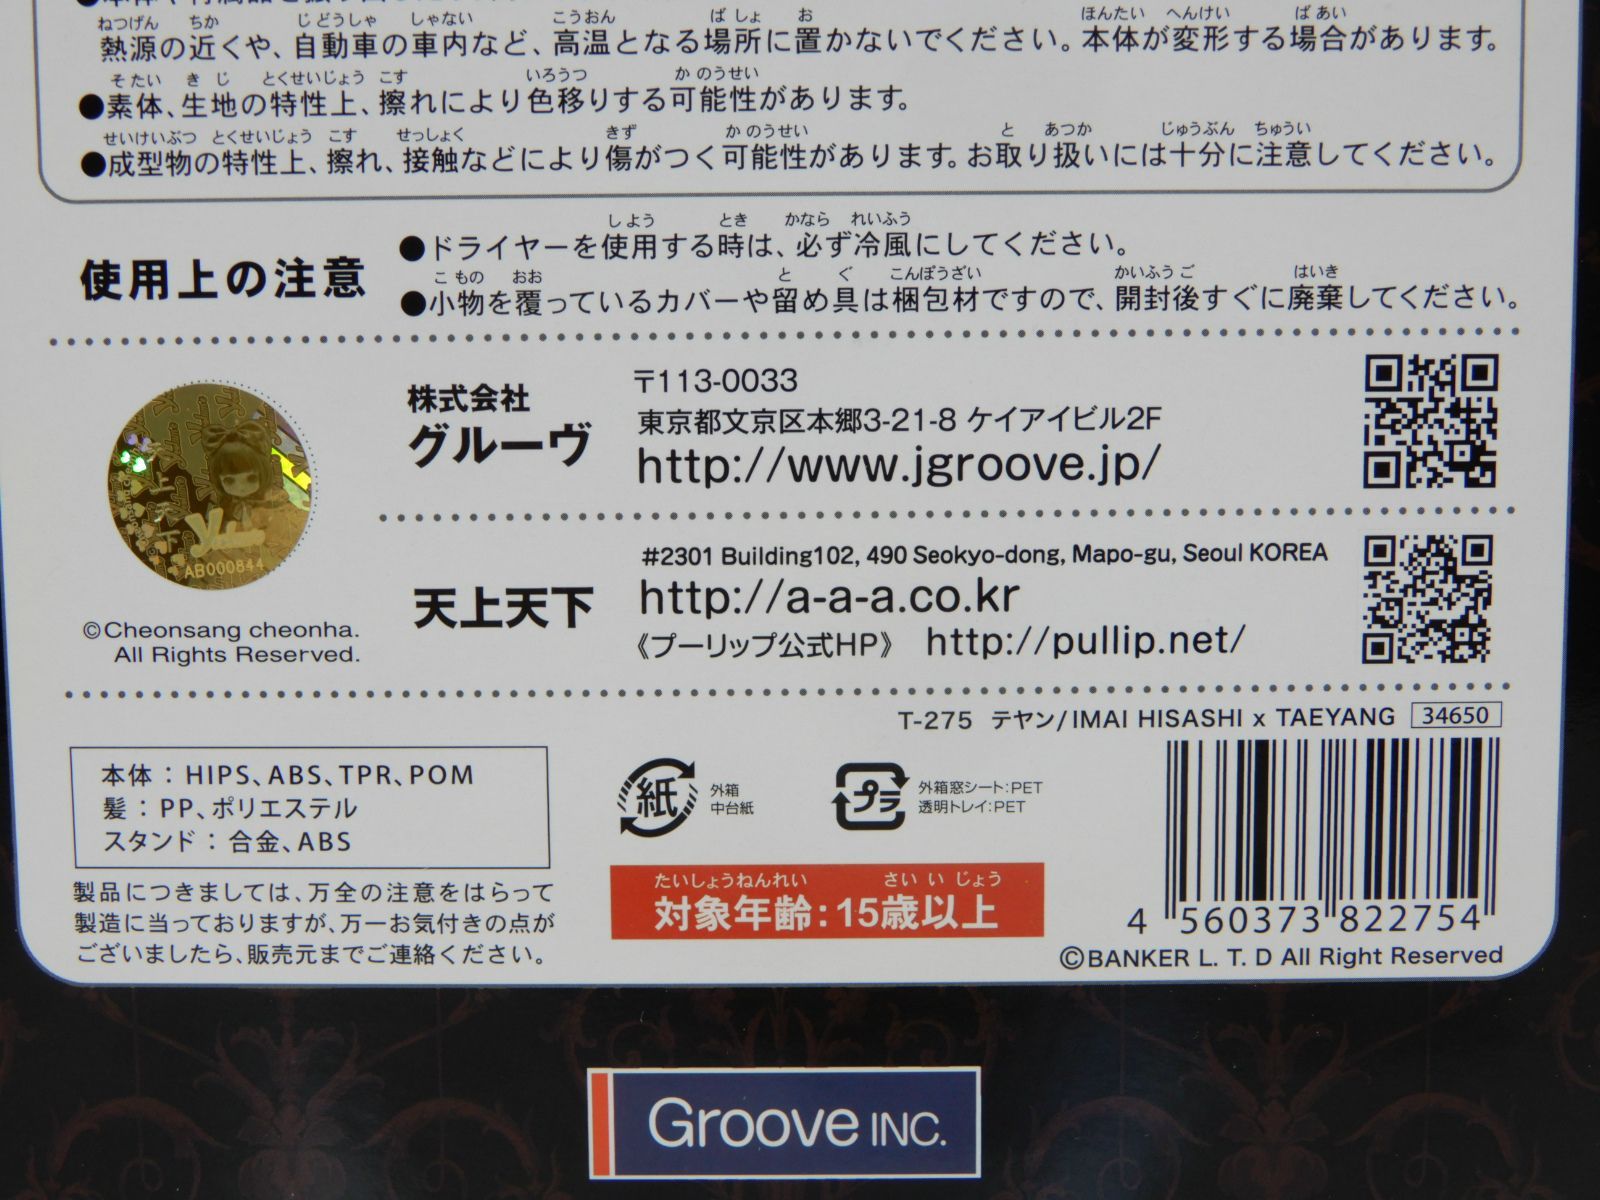 熱源の近くや、自動車の車内など、高温となる場所に置かないでください。本体が変形する場合があります。
●素体、生地の特性上、擦れにより色移りする可能性があります。
●成型物の特性上、擦れ、接触などにより傷がつく可能性があります。お取り扱いには十分に注意してください。
使用上の注意
●ドライヤーを使用する時は、必ず冷風にしてください。
●小物を覆っているカバーや留め具は梱包材ですので、開封後すぐに廃棄してください。
株式会社
グルーヴ
〒113-0033
東京都文京区本郷3-21-8 ケイアイビル2F
http://www.jgroove.jp/
AB000844
©Cheonsang cheonha.
All Rights Reserved.
天上天下
#2301 Building102, 490 Seokyo-dong, Mapo-gu, Seoul KOREA
http://a-a-a.co.kr
《プーリップ公式HP》 http://pullip.net/
T-275 テヤン/IMAI HISASHI x TAEYANG 34650
本体：HIPS、ABS、TPR、POM
髪：PP、ポリエステル
スタンド：合金、ABS
紙 外箱
中台紙
プラ 外箱窓シート：PET
透明トレイ：PET
製品につきましては、万全の注意をはらって
製造に当っておりますが、万一お気付きの点が
ございましたら、販売元までご連絡ください。
たいしょうねんれい さい い じょう
対象年齢：15歳以上
4 560373 822754
©BANKER L. T. D All Right Reserved
Groove INC.